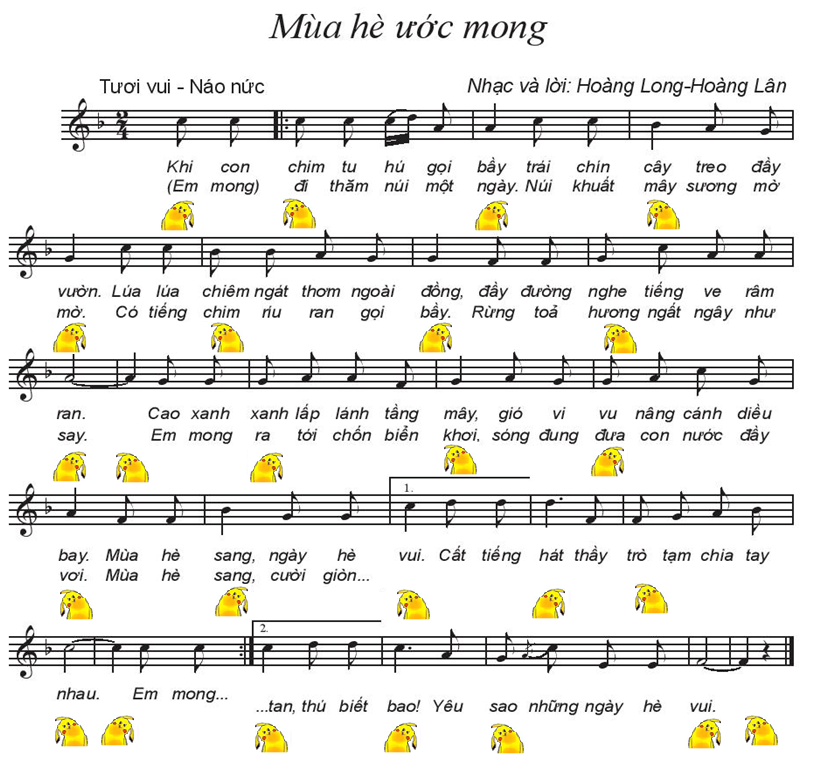 Mùa hè ước mong
Tươi vui - Náo nức
Nhạc và lời: Hoàng Long-Hoàng Lân
2
4
Khi con chim tu hú gọi bầy trái chín cây treo đầy
(Em mong) đi thăm núi một ngày. Núi khuất mây sương mờ
vườn. Lúa lúa chiêm ngát thơm ngoài đồng, đầy đường nghe tiếng ve râm
mờ. Có tiếng chim ríu ran gọi bầy. Rừng toả hương ngất ngây như
ran. Cao xanh xanh lấp lánh tầng mây, gió vi vu nâng cánh diều
say. Em mong ra tới chốn biển khơi, sóng đung đưa con nước đầy
1.
bay. Mùa hè sang, ngày hè vui. Cất tiếng hát thầy trò tạm chia tay
vơi. Mùa hè sang, cười giòn...
2.
nhau. Em mong...
...tan, thú biết bao! Yêu sao những ngày hè vui.